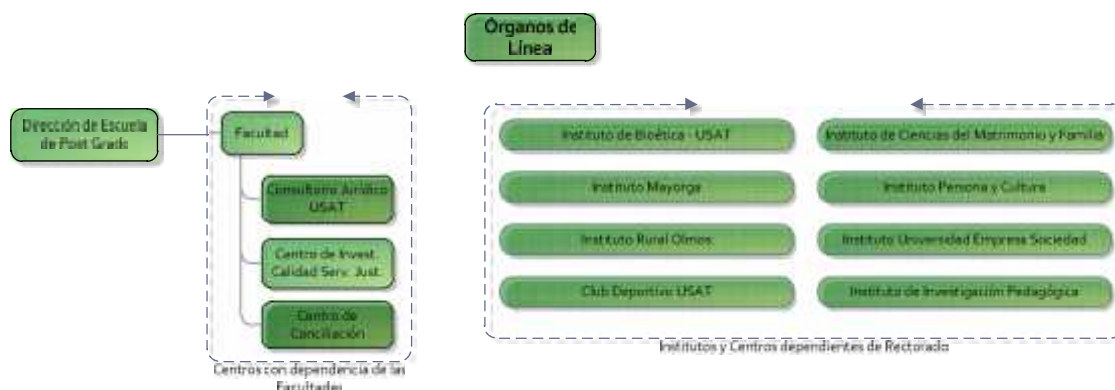 Órganos de
Línea
Dirección de Escuela
de Post Grado
Facultad
Consultorio Jurídico
USAT
Centro de Invest.
Calidad Serv. Just.
Centro de
Conciliación
Centros con dependencia de las
Facultades
Instituto de Bioética - USAT
Instituto de Ciencias del Matrimonio y Familia
Instituto Mayorga
Instituto Persona y Cultura
Instituto Rural Olmos
Instituto Universidad Empresa Sociedad
Club Deportivo USAT
Instituto de Investigación Pedagógica
Institutos y Centros dependientes de Rectorado